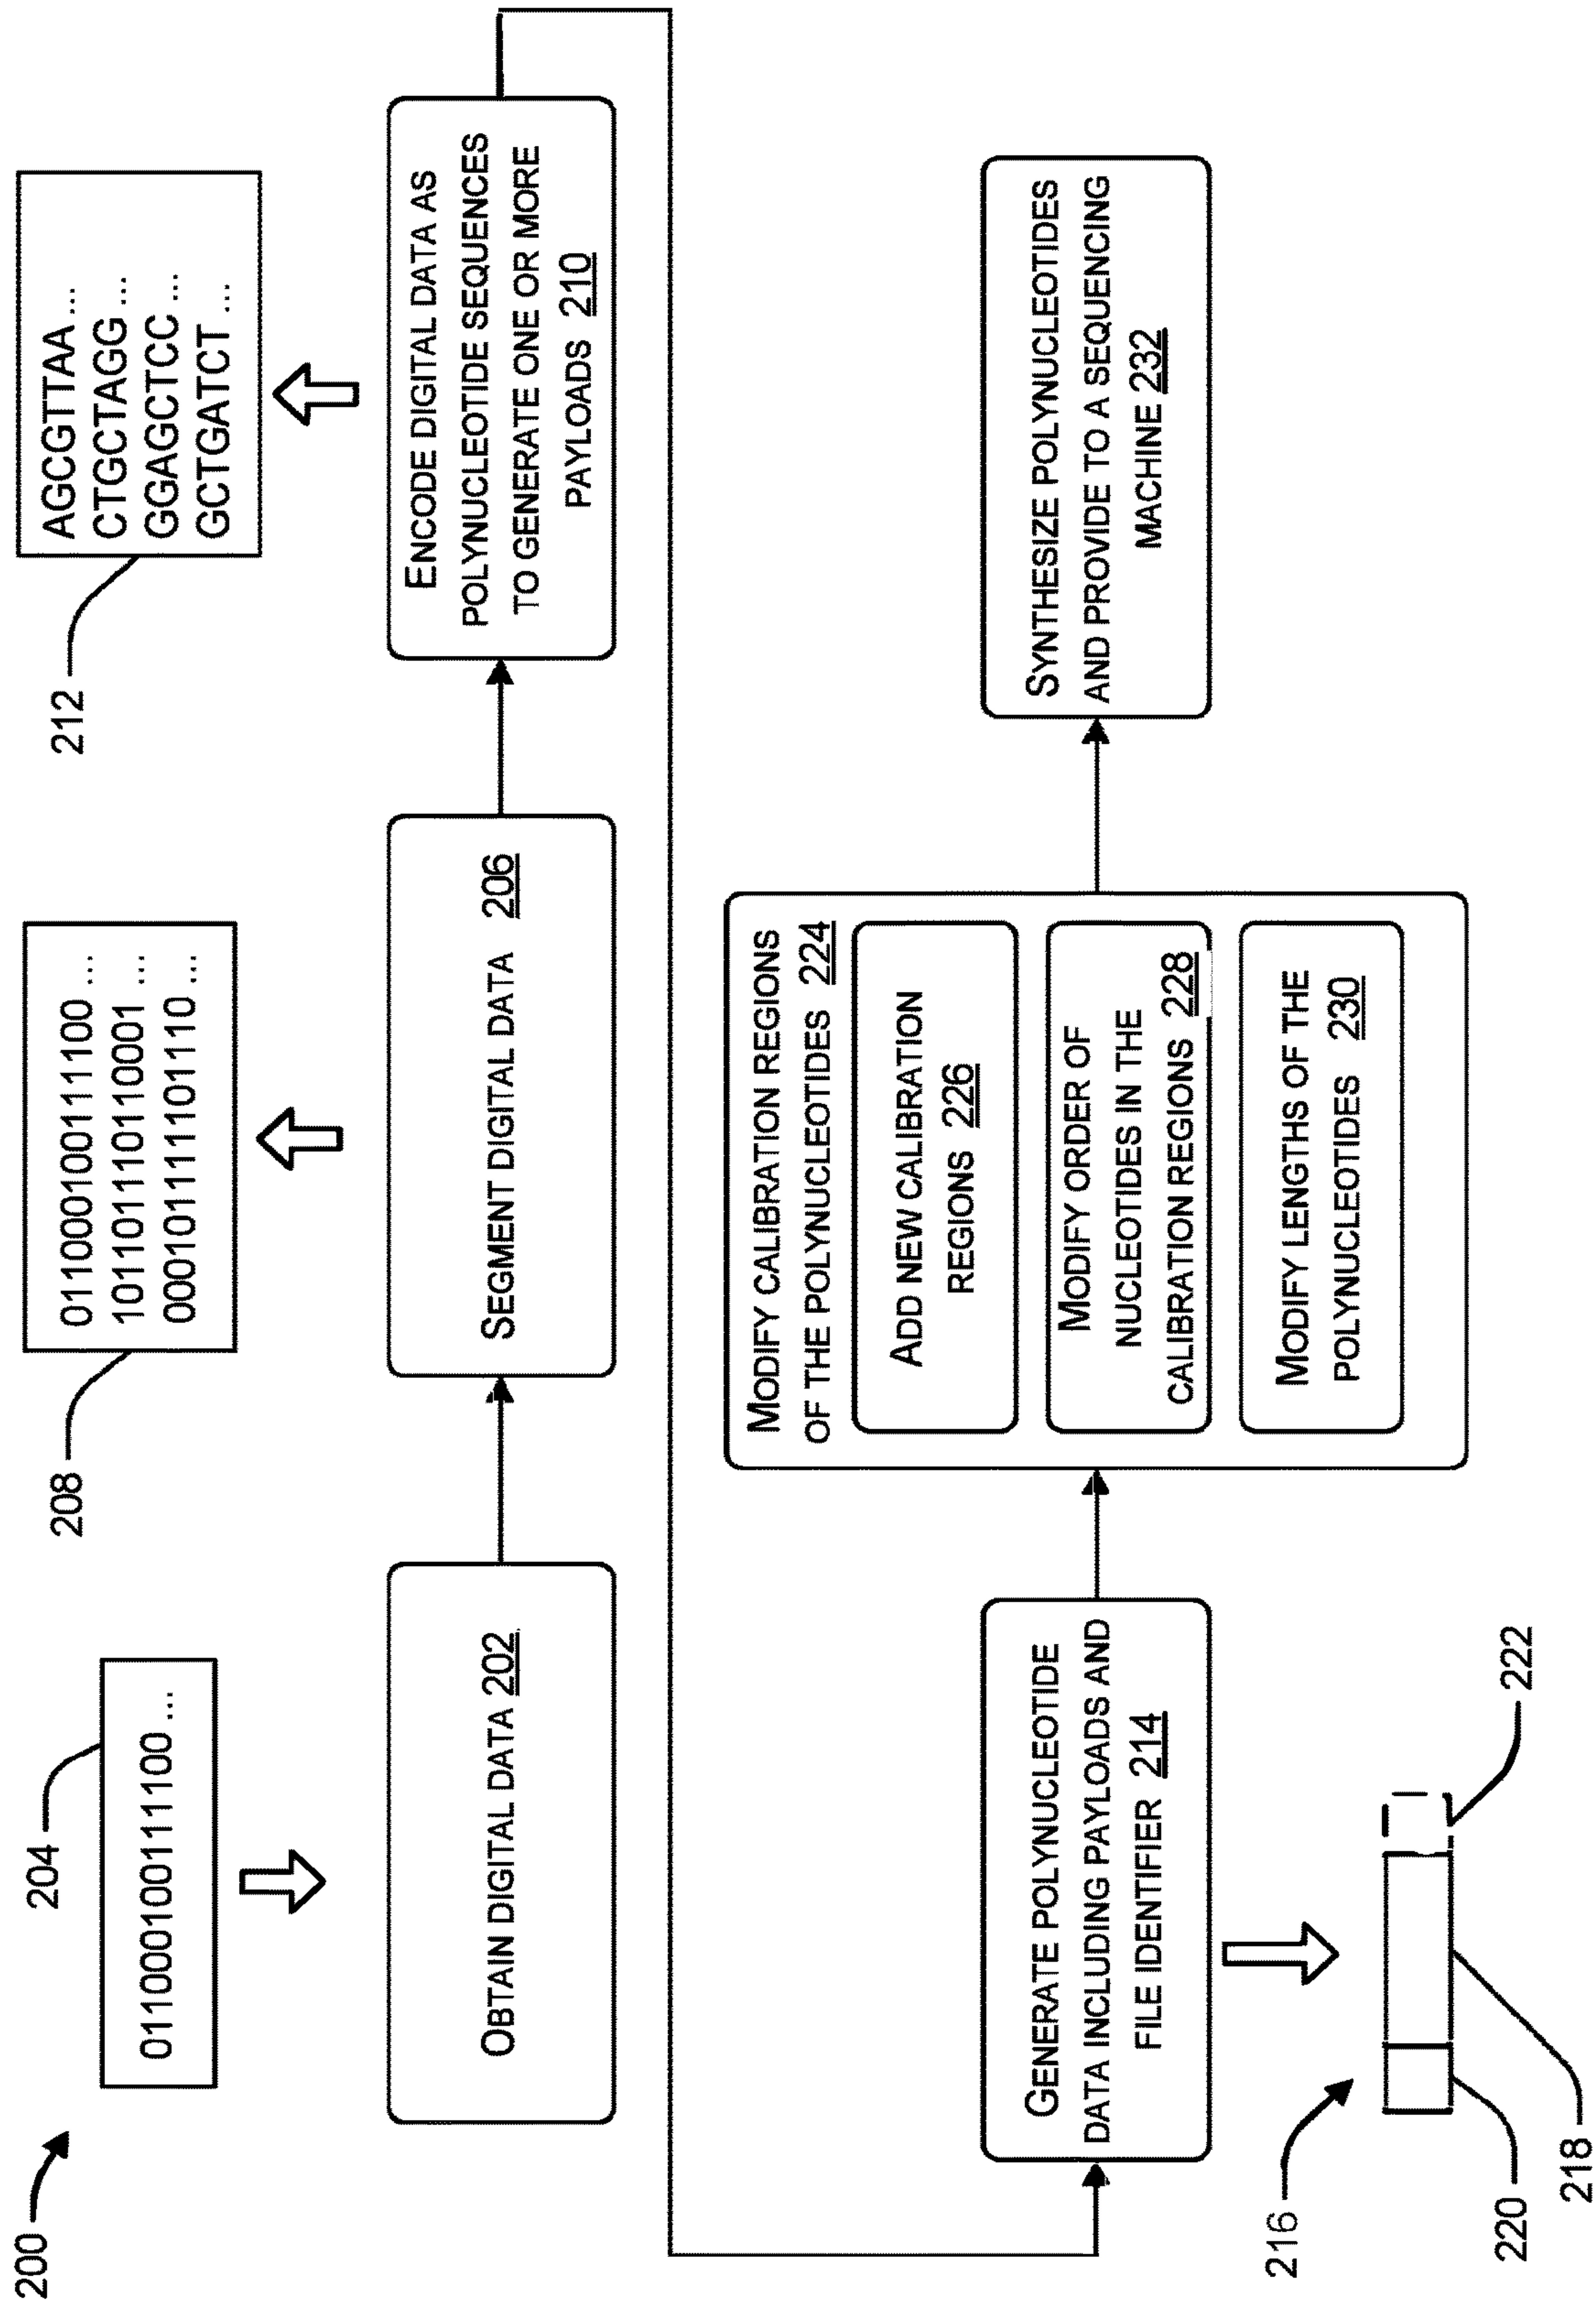 200
204
011000100111100 ...
208
011000100111100 ...
101101110110001 ...
000101111101110 ...
212
AGCGTTAA ...
CTGCTAGG ...
GGAGCTCC ...
GCTGATCT ...
OBTAIN DIGITAL DATA 202
SEGMENT DIGITAL DATA 206
ENCODE DIGITAL DATA AS
POLYNUCLEOTIDE SEQUENCES
TO GENERATE ONE OR MORE
PAYLOADS 210
GENERATE POLYNUCLEOTIDE
DATA INCLUDING PAYLOADS AND
FILE IDENTIFIER 214
216
220
218
222
MODIFY CALIBRATION REGIONS
OF THE POLYNUCLEOTIDES 224
ADD NEW CALIBRATION
REGIONS 226
MODIFY ORDER OF
NUCLEOTIDES IN THE
CALIBRATION REGIONS 228
MODIFY LENGTHS OF THE
POLYNUCLEOTIDES 230
SYNTHESIZE POLYNUCLEOTIDES
AND PROVIDE TO A SEQUENCING
MACHINE 232